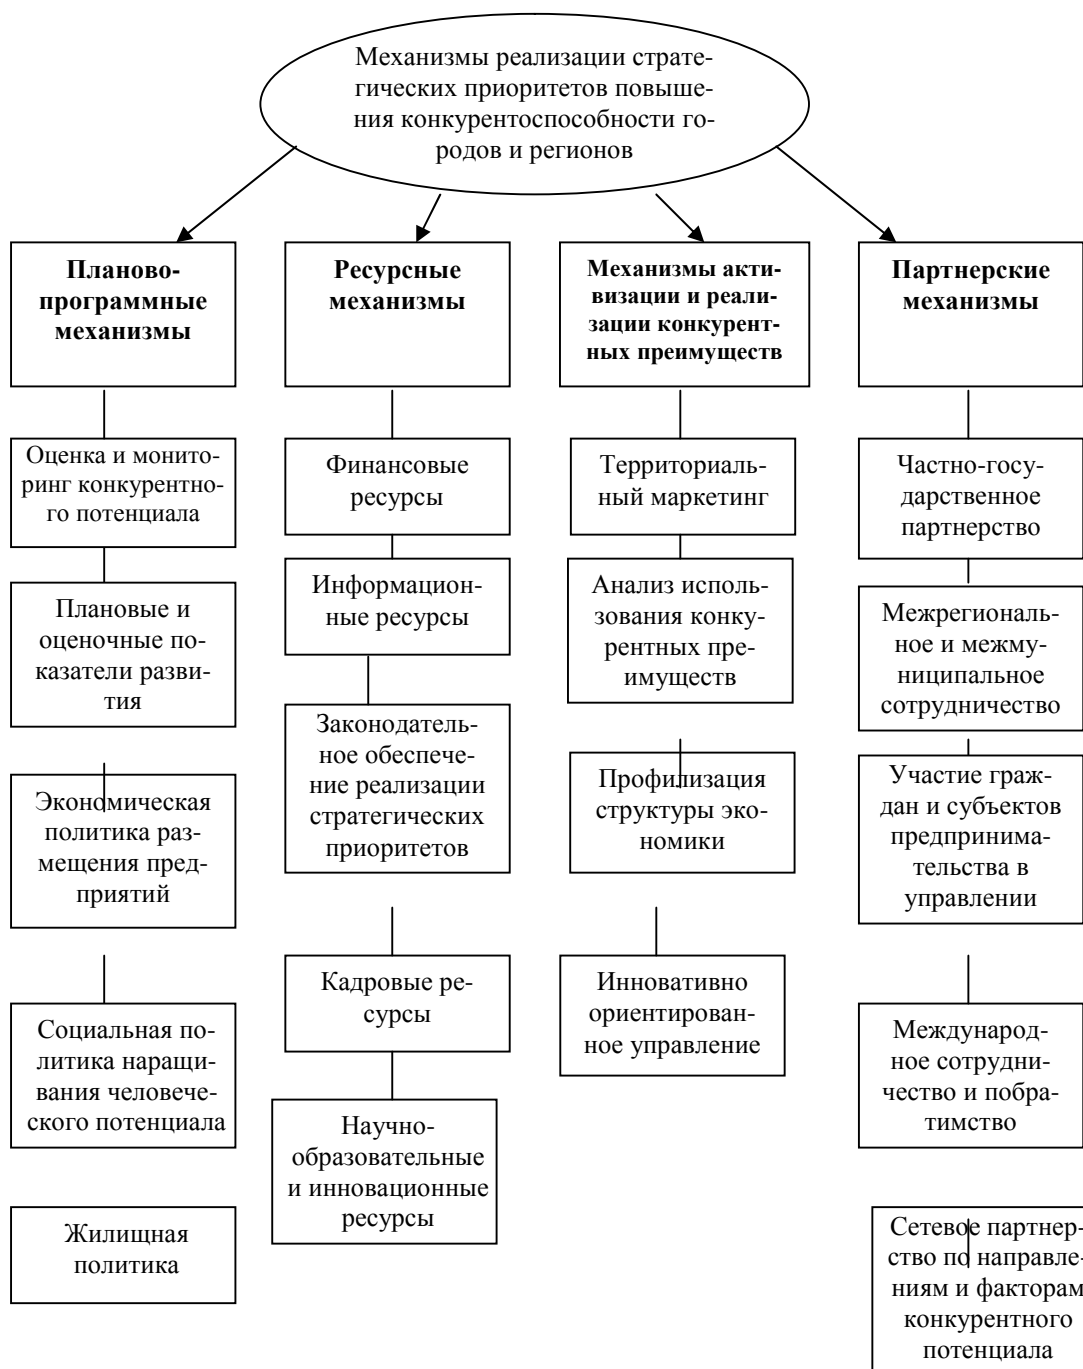 Механизмы реализации страте-
гических приоритетов повыше-
ния конкурентоспособности го-
родов и регионов
Планово-
программные
механизмы
Оценка и монито-
ринг конкурентно-
го потенциала
Плановые и
оценочные по-
казатели разви-
тия
Экономическая
политика раз-
мещения пред-
приятий
Социальная по-
литика наращи-
вания человече-
ского потенциала
Жилищная
политика
Ресурсные
механизмы
Финансовые
ресурсы
Информацион-
ные ресурсы
Законодатель-
ное обеспече-
ние реализации
стратегических
приоритетов
Кадровые ре-
сурсы
Научно-
образовательные
и инновационные
ресурсы
Механизмы акти-
визации и реали-
зации конкурент-
ных преимуществ
Территориаль-
ный маркетинг
Анализ исполь-
зования конку-
рентных пре-
имуществ
Профилизация
структуры эко-
номики
Инновативно
ориентирован-
ное управление
Партнерские
механизмы
Частно-госу-
дарственное
партнерство
Межрегиональ-
ное и межму-
ниципальное
сотрудничество
Участие граж-
дан и субъектов
предпринима-
тельства в
управлении
Международ-
ное сотрудни-
чество и побра-
тимство
Сетевое партнер-
ство по направле-
ниям и факторам
конкурентного
потенциала